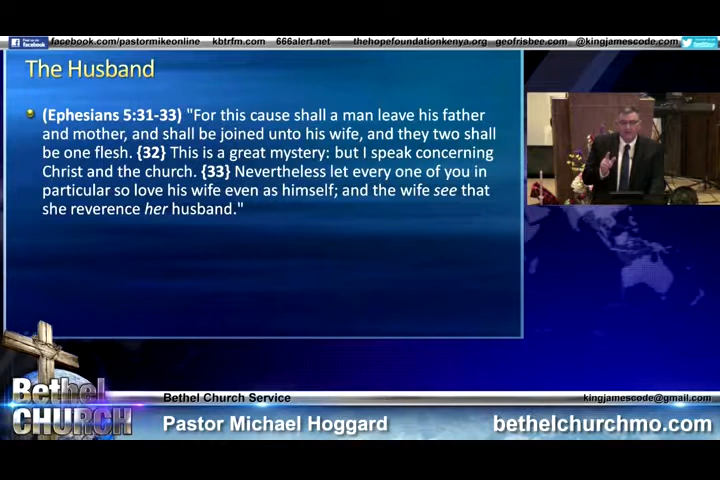 facebook.com/pastormikeonline kbtrfm.com 666alert.net thehopefoundationkenya.org geofrisbee.com @kingjamescode.com
The Husband
(Ephesians 5:31-33) "For this cause shall a man leave his father
and mother, and shall be joined unto his wife, and they two shall
be one flesh. {32} This is a great mystery: but I speak concerning
Christ and the church. {33} Nevertheless let every one of you in
particular so love his wife even as himself; and the wife see that
she reverence her husband."
Bethel
CHURCH
Bethel Church Service kingjamescode@gmail.com
Pastor Michael Hoggard bethelchurchmo.com